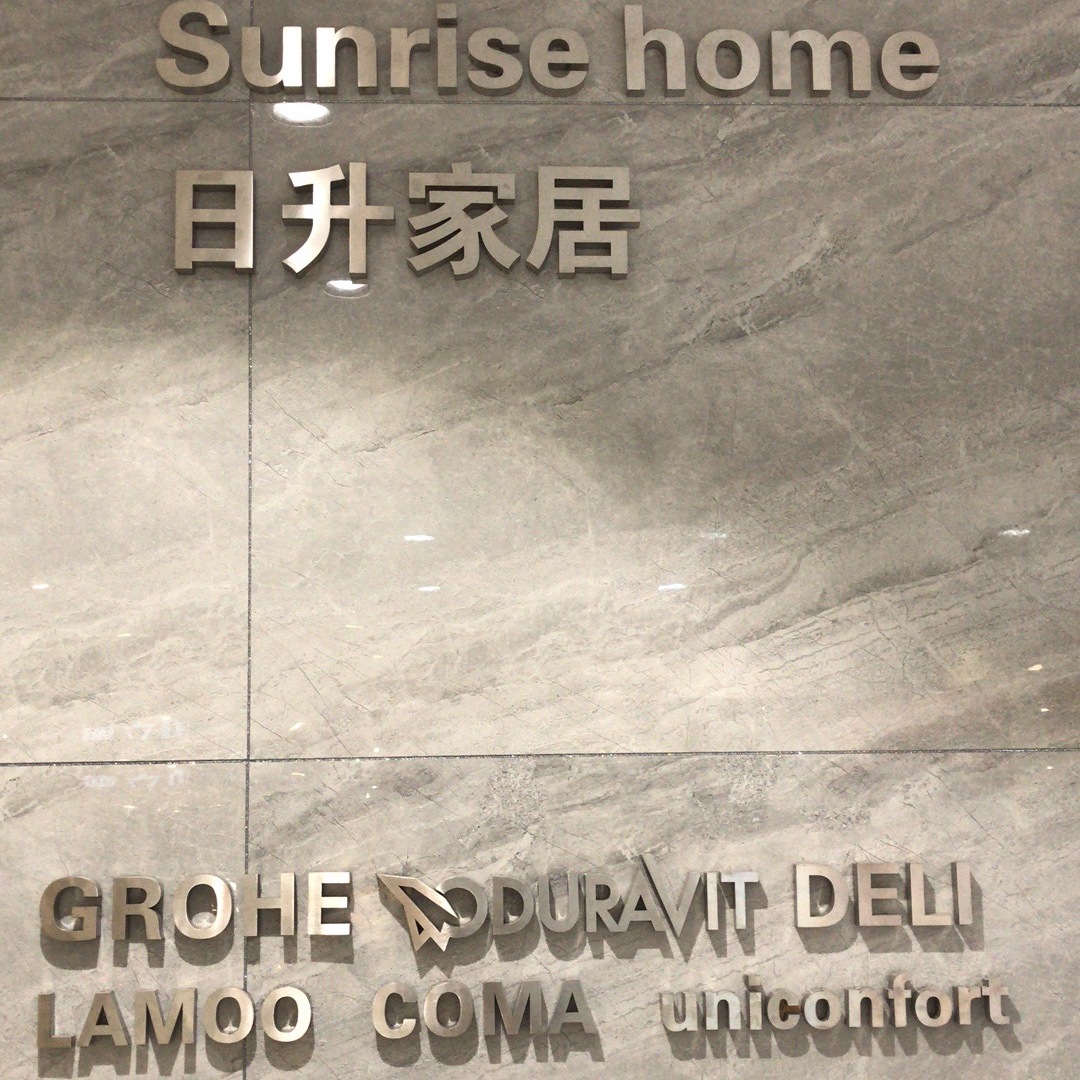 Sunrise home
日升家居
GROHE DURAVIT DELI
LAMOO COMA uniconfort